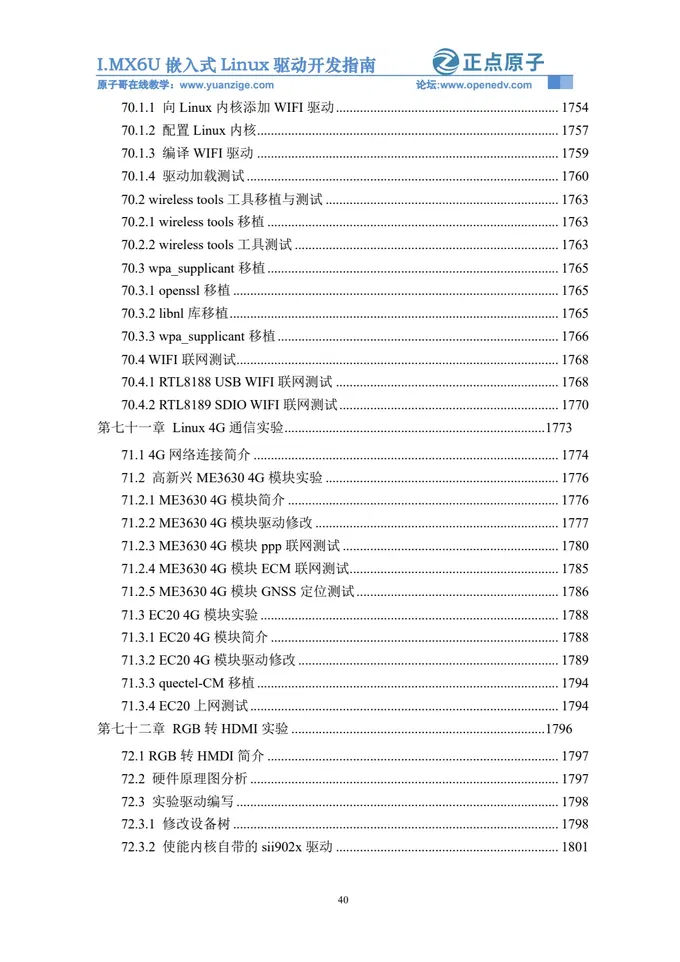 I.MX6U 嵌入式 Linux 驱动开发指南
正点原子
原子哥在线教学：www.yuanzige.com 论坛:www.openedv.com
70.1.1 向 Linux 内核添加 WIFI 驱动 1754
70.1.2 配置 Linux 内核 1757
70.1.3 编译 WIFI 驱动 1759
70.1.4 驱动加载测试 1760
70.2 wireless tools 工具移植与测试 1763
70.2.1 wireless tools 移植 1763
70.2.2 wireless tools 工具测试 1763
70.3 wpa_supplicant 移植 1765
70.3.1 openssl 移植 1765
70.3.2 libnl 库移植 1765
70.3.3 wpa_supplicant 移植 1766
70.4 WIFI 联网测试 1768
70.4.1 RTL8188 USB WIFI 联网测试 1768
70.4.2 RTL8189 SDIO WIFI 联网测试 1770
第七十一章 Linux 4G 通信实验 1773
71.1 4G 网络连接简介 1774
71.2 高新兴 ME3630 4G 模块实验 1776
71.2.1 ME3630 4G 模块简介 1776
71.2.2 ME3630 4G 模块驱动修改 1777
71.2.3 ME3630 4G 模块 ppp 联网测试 1780
71.2.4 ME3630 4G 模块 ECM 联网测试 1785
71.2.5 ME3630 4G 模块 GNSS 定位测试 1786
71.3 EC20 4G 模块实验 1788
71.3.1 EC20 4G 模块简介 1788
71.3.2 EC20 4G 模块驱动修改 1789
71.3.3 quectel-CM 移植 1794
71.3.4 EC20 上网测试 1794
第七十二章 RGB 转 HDMI 实验 1796
72.1 RGB 转 HMDI 简介 1797
72.2 硬件原理图分析 1797
72.3 实验驱动编写 1798
72.3.1 修改设备树 1798
72.3.2 使能内核自带的 sii902x 驱动 1801
40